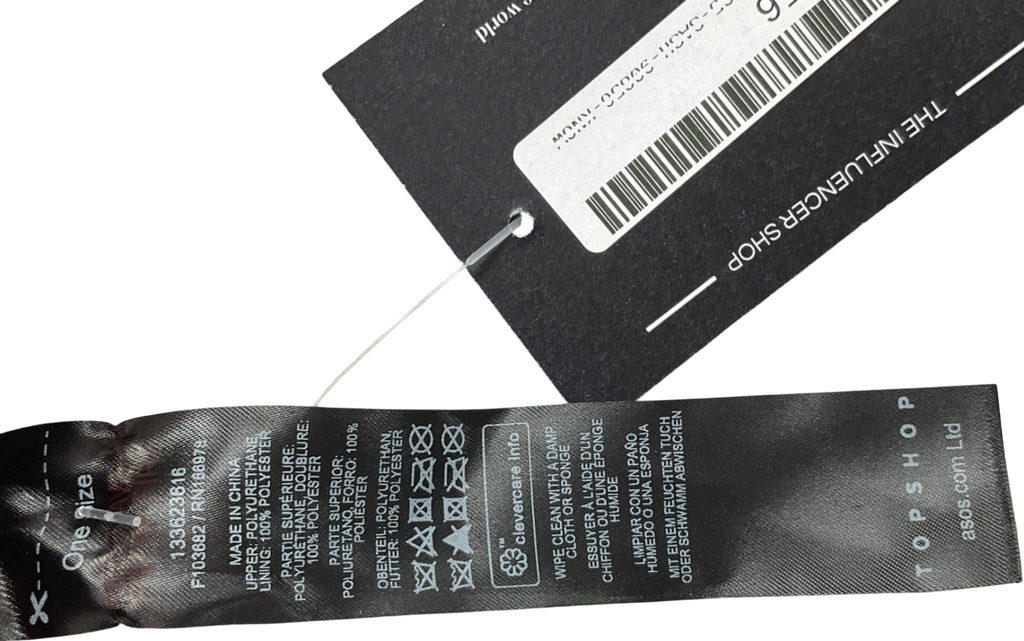 world
THE INFLUENCER SHOP
One size
133623616
F103682 / RN166978
MADE IN CHINA
UPPER: POLYURETHANE
LINING: 100% POLYESTER
PARTIE SUPÉRIEURE:
POLYURÉTHANE, DOUBLURE:
100% POLYESTER
PARTE SUPERIOR:
POLIURETANO, FORRO: 100%
POLIÉSTER
OBENTEIL: POLYURETHAN,
FUTTER: 100% POLYESTER
clevercare info
TM
WIPE CLEAN WITH A DAMP
CLOTH OR SPONGE
ESSUYER À L'AIDE D'UN
CHIFFON OU D'UNE ÉPONGE
HUMIDE
LIMPIAR CON UN PAÑO
HÚMEDO O UNA ESPONJA
MIT EINEM FEUCHTEN TUCH
ODER SCHWAMM ABWISCHEN
TOPSHOP
asos.com Ltd